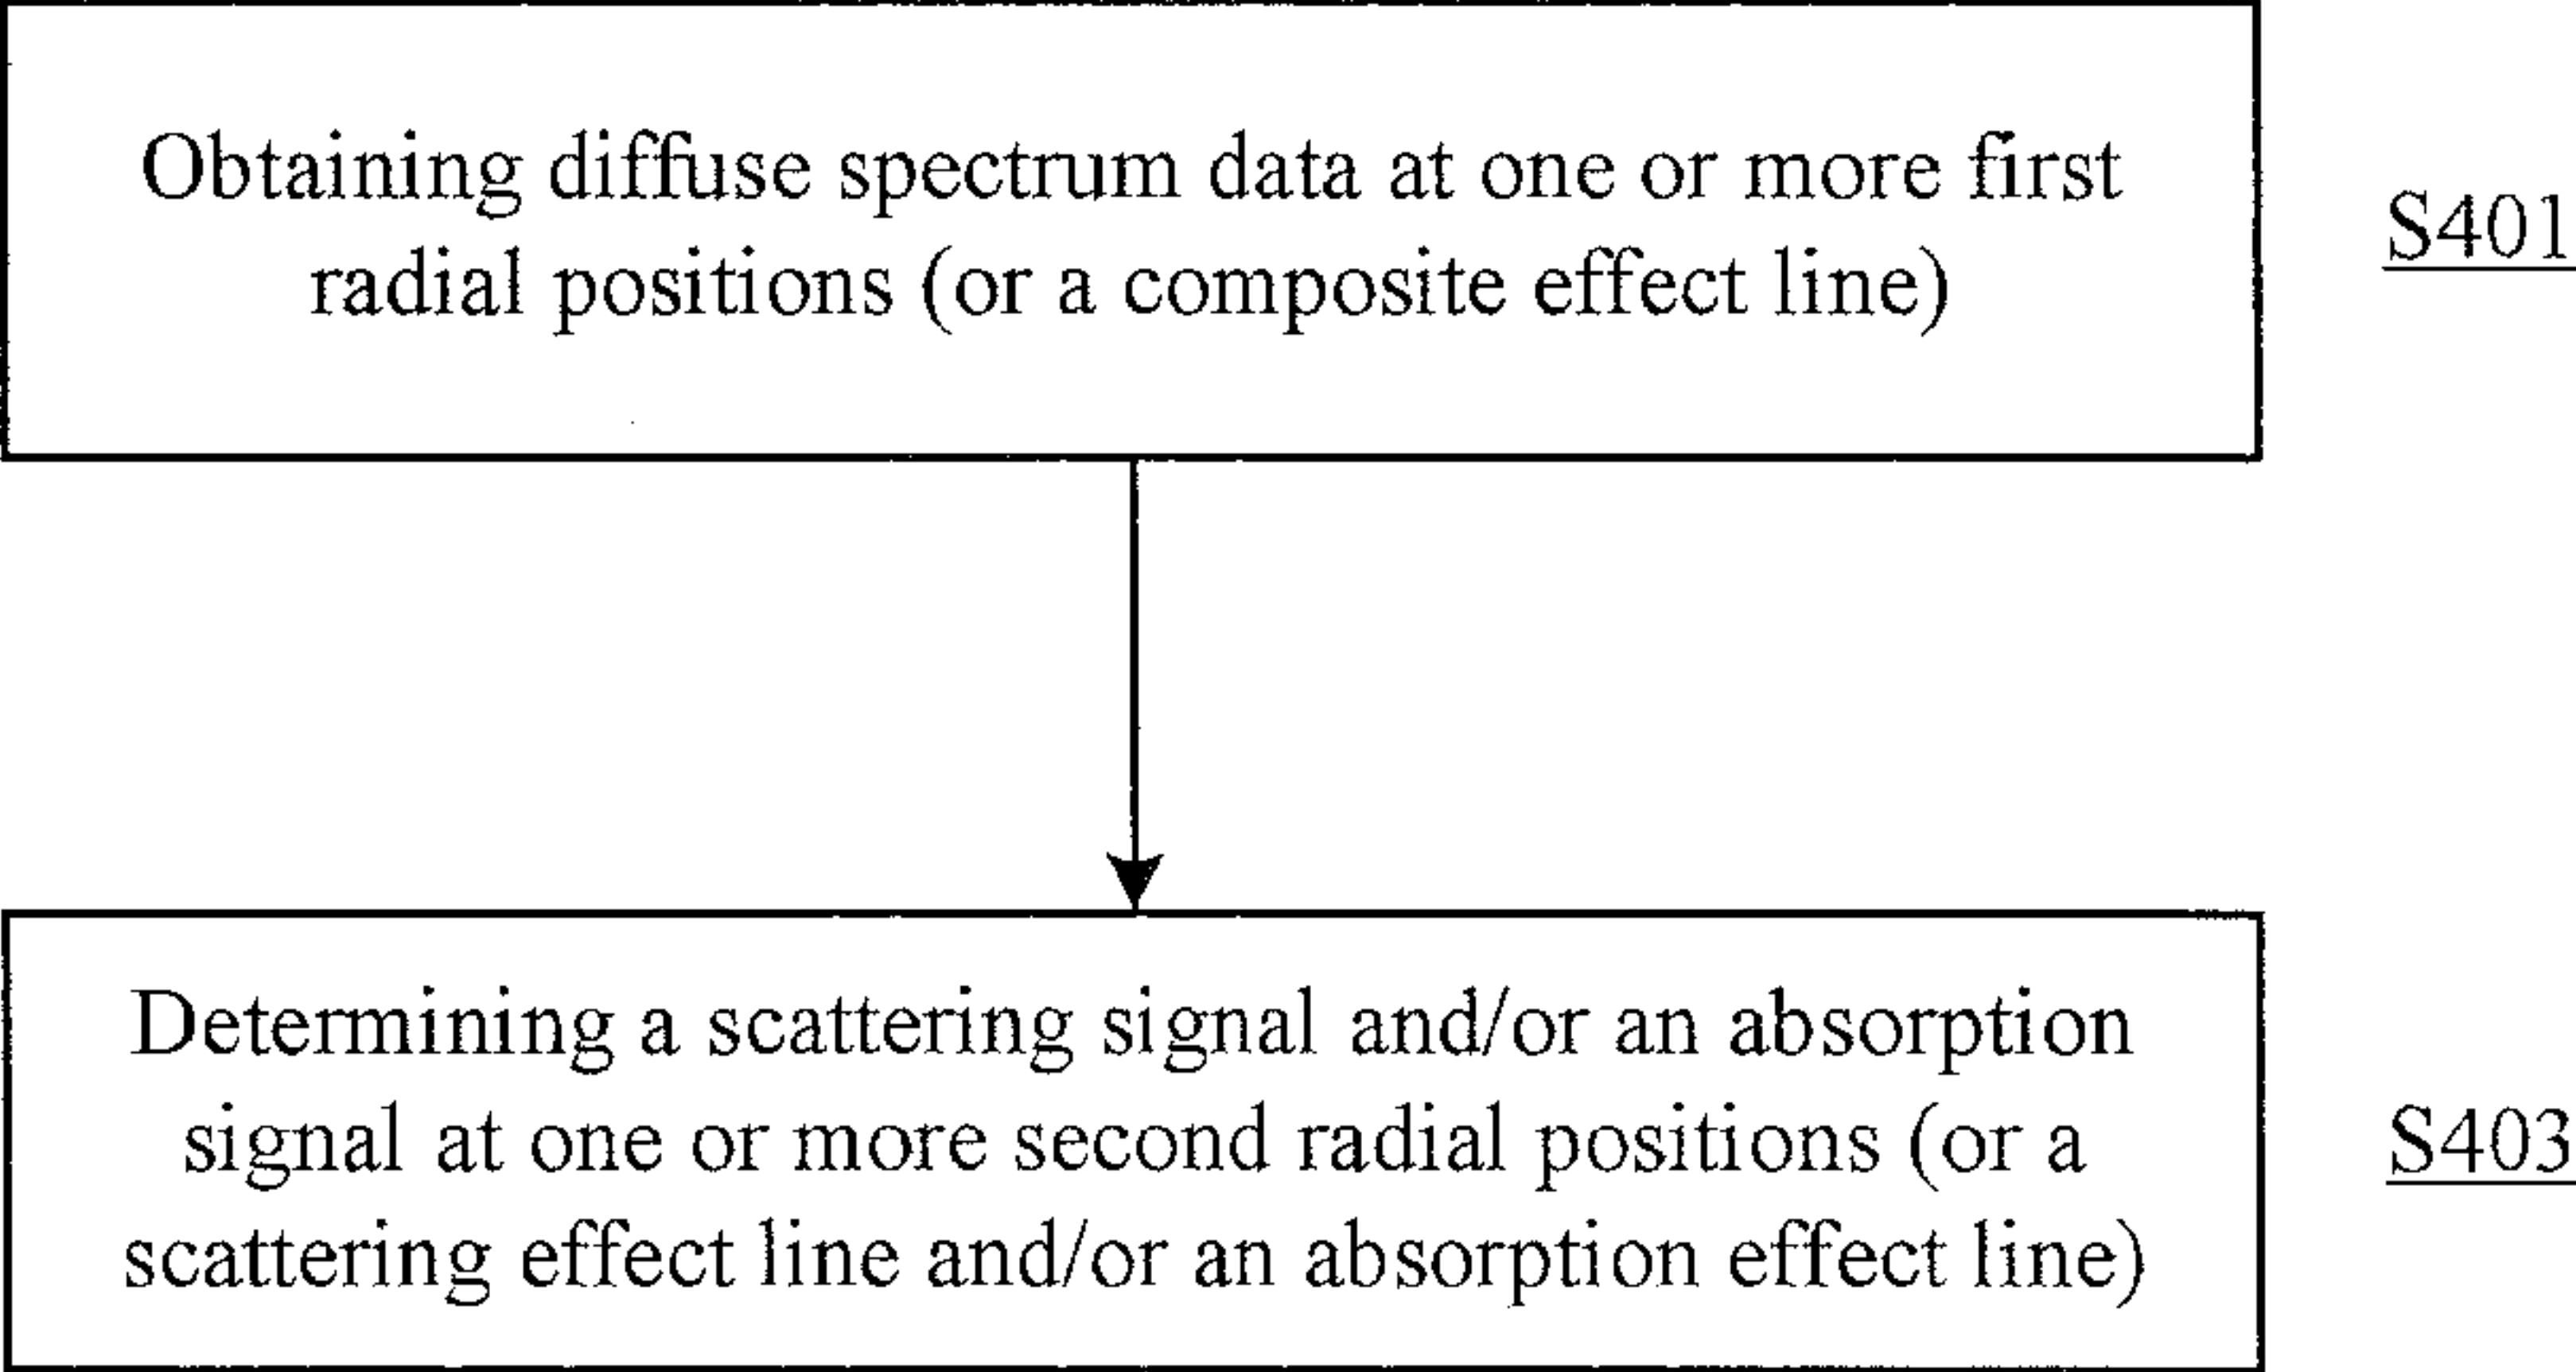 Obtaining diffuse spectrum data at one or more first
radial positions (or a composite effect line)
S401
Determining a scattering signal and/or an absorption
signal at one or more second radial positions (or a
scattering effect line and/or an absorption effect line)
S403